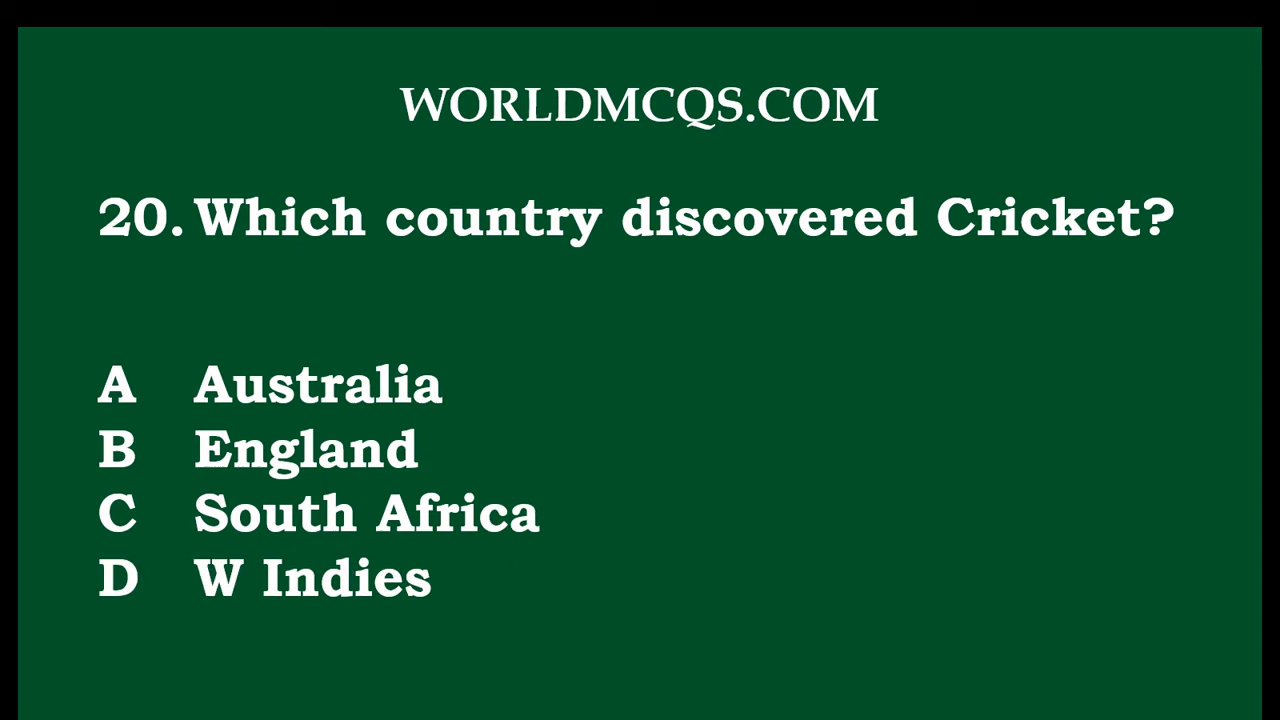 WORLDMCQS.COM
20. Which country discovered Cricket?
A Australia
B England
C South Africa
D W Indies